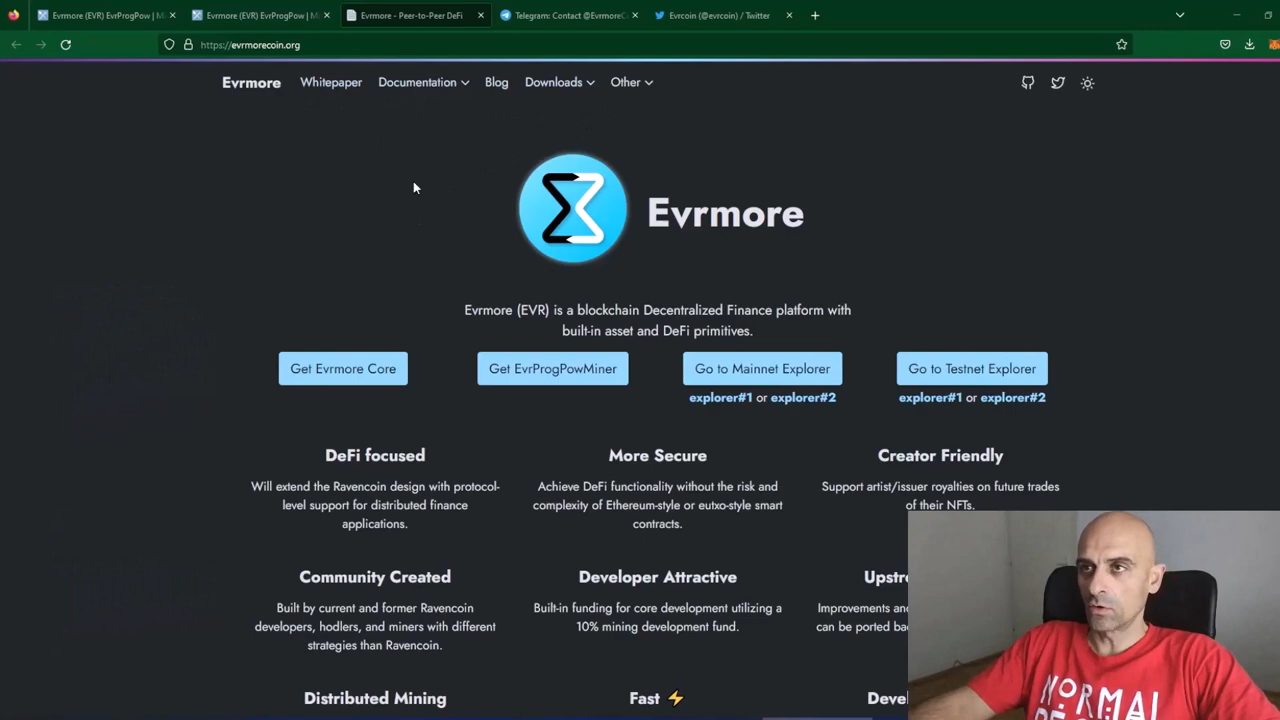 Evrmore (EVR) EvrProgPow | M
Evrmore (EVR) EvrProgPow | M
Evrmore - Peer-to-Peer DeFi
Telegram: Contact @EvrmoreC
Evrcoin (@evrcoin) / Twitter
https://evrmorecoin.org
Evrmore
Whitepaper
Documentation
Blog
Downloads
Other
Evrmore
Evrmore (EVR) is a blockchain Decentralized Finance platform with
built-in asset and DeFi primitives.
Get Evrmore Core
Get EvrProgPowMiner
Go to Mainnet Explorer
Go to Testnet Explorer
explorer#1 or explorer#2
explorer#1 or explorer#2
DeFi focused
Will extend the Ravencoin design with protocol-
level support for distributed finance
applications.
More Secure
Achieve DeFi functionality without the risk and
complexity of Ethereum-style or eutxo-style smart
contracts.
Creator Friendly
Support artist/issuer royalties on future trades
of their NFTs.
Community Created
Built by current and former Ravencoin
developers, hodlers, and miners with different
strategies than Ravencoin.
Developer Attractive
Built-in funding for core development utilizing a
10% mining development fund.
Upstre
Improvements an
can be ported bac
Distributed Mining
Fast ⚡
Devel
NORMAL